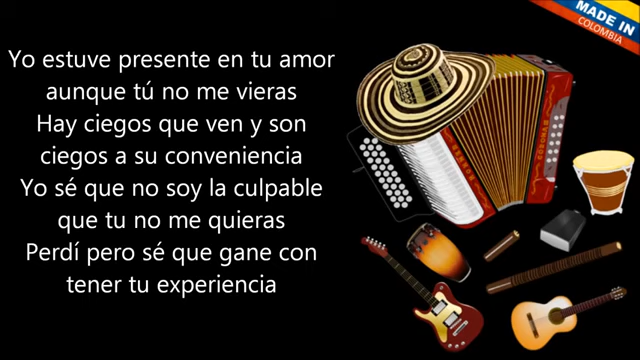 Yo estuve presente en tu amor
aunque tú no me vieras
Hay ciegos que ven y son
ciegos a su conveniencia
Yo sé que no soy la culpable
que tu no me quieras
Perdí pero sé que gane con
tener tu experiencia
MADE IN
COLOMBIA
HOHNER